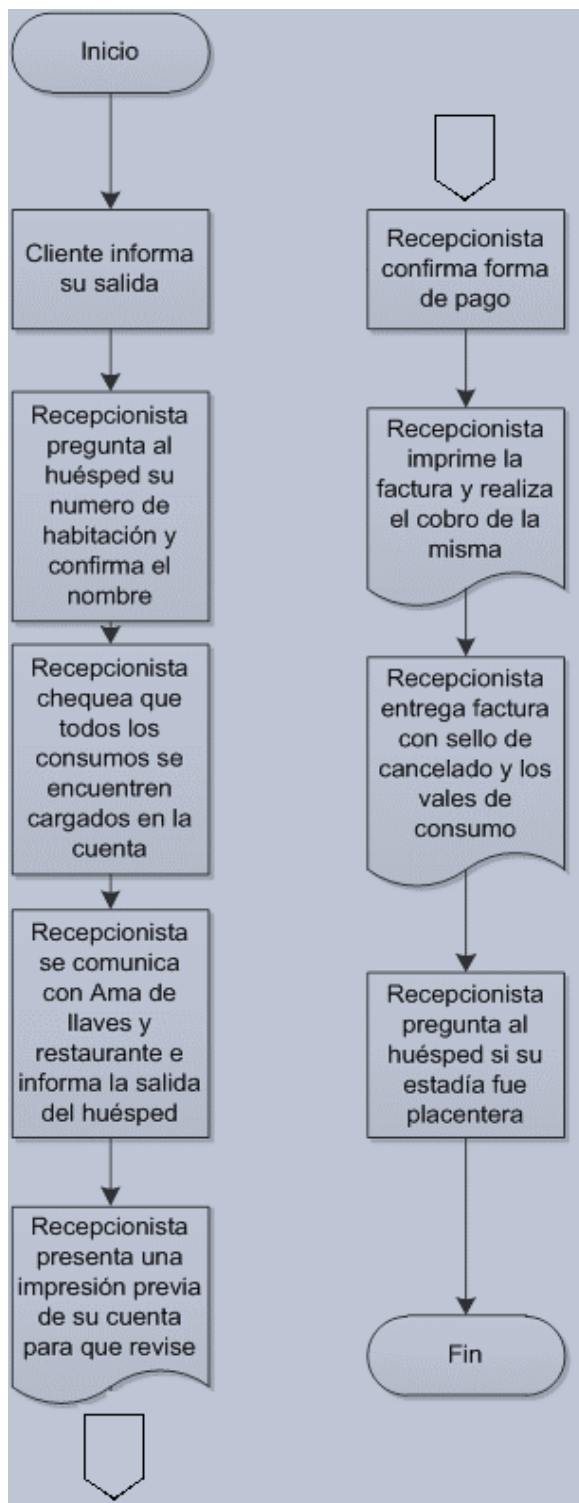 Inicio
Cliente informa
su salida
Recepcionista
pregunta al
huésped su
numero de
habitación y
confirma el
nombre
Recepcionista
chequea que
todos los
consumos se
encuentren
cargados en la
cuenta
Recepcionista
se comunica
con Ama de
llaves y
restaurante e
informa la salida
del huésped
Recepcionista
presenta una
impresión previa
de su cuenta
para que revise
Recepcionista
confirma forma
de pago
Recepcionista
imprime la
factura y realiza
el cobro de la
misma
Recepcionista
entrega factura
con sello de
cancelado y los
vales de
consumo
Recepcionista
pregunta al
huésped si su
estadía fue
placentera
Fin